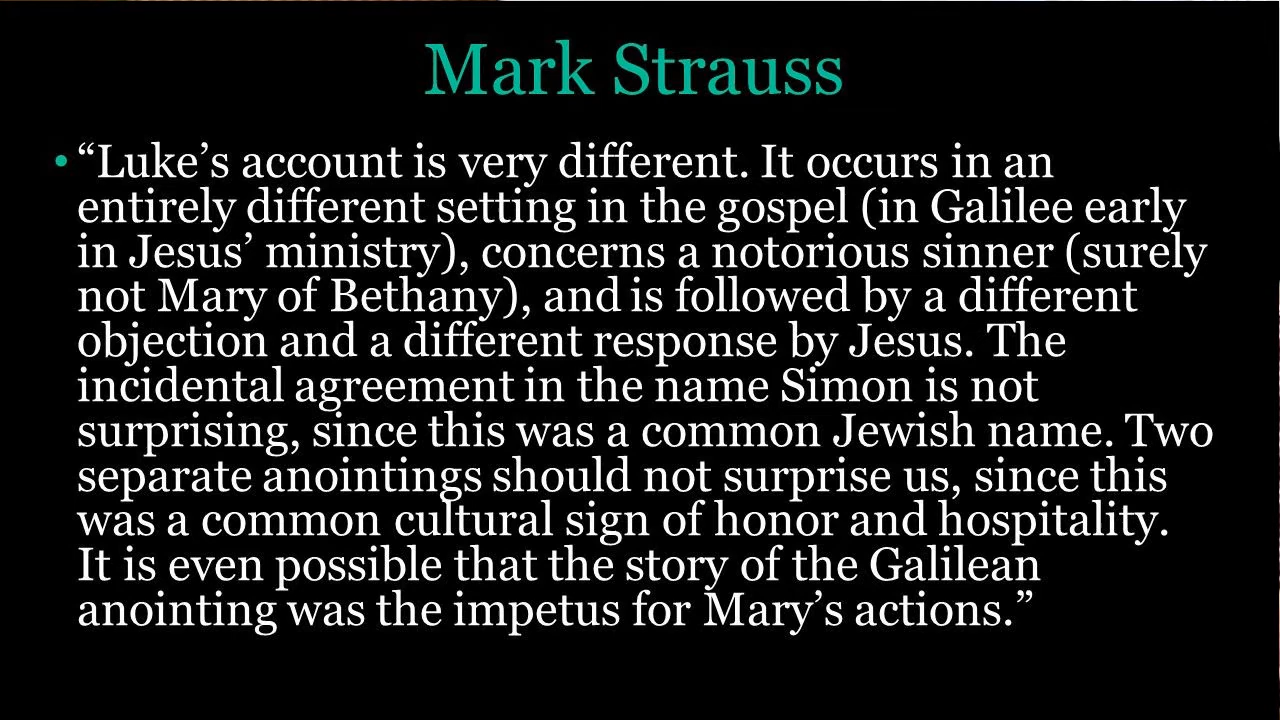 Mark Strauss
• “Luke’s account is very different. It occurs in an
entirely different setting in the gospel (in Galilee early
in Jesus’ ministry), concerns a notorious sinner (surely
not Mary of Bethany), and is followed by a different
objection and a different response by Jesus. The
incidental agreement in the name Simon is not
surprising, since this was a common Jewish name. Two
separate anointings should not surprise us, since this
was a common cultural sign of honor and hospitality.
It is even possible that the story of the Galilean
anointing was the impetus for Mary’s actions.”